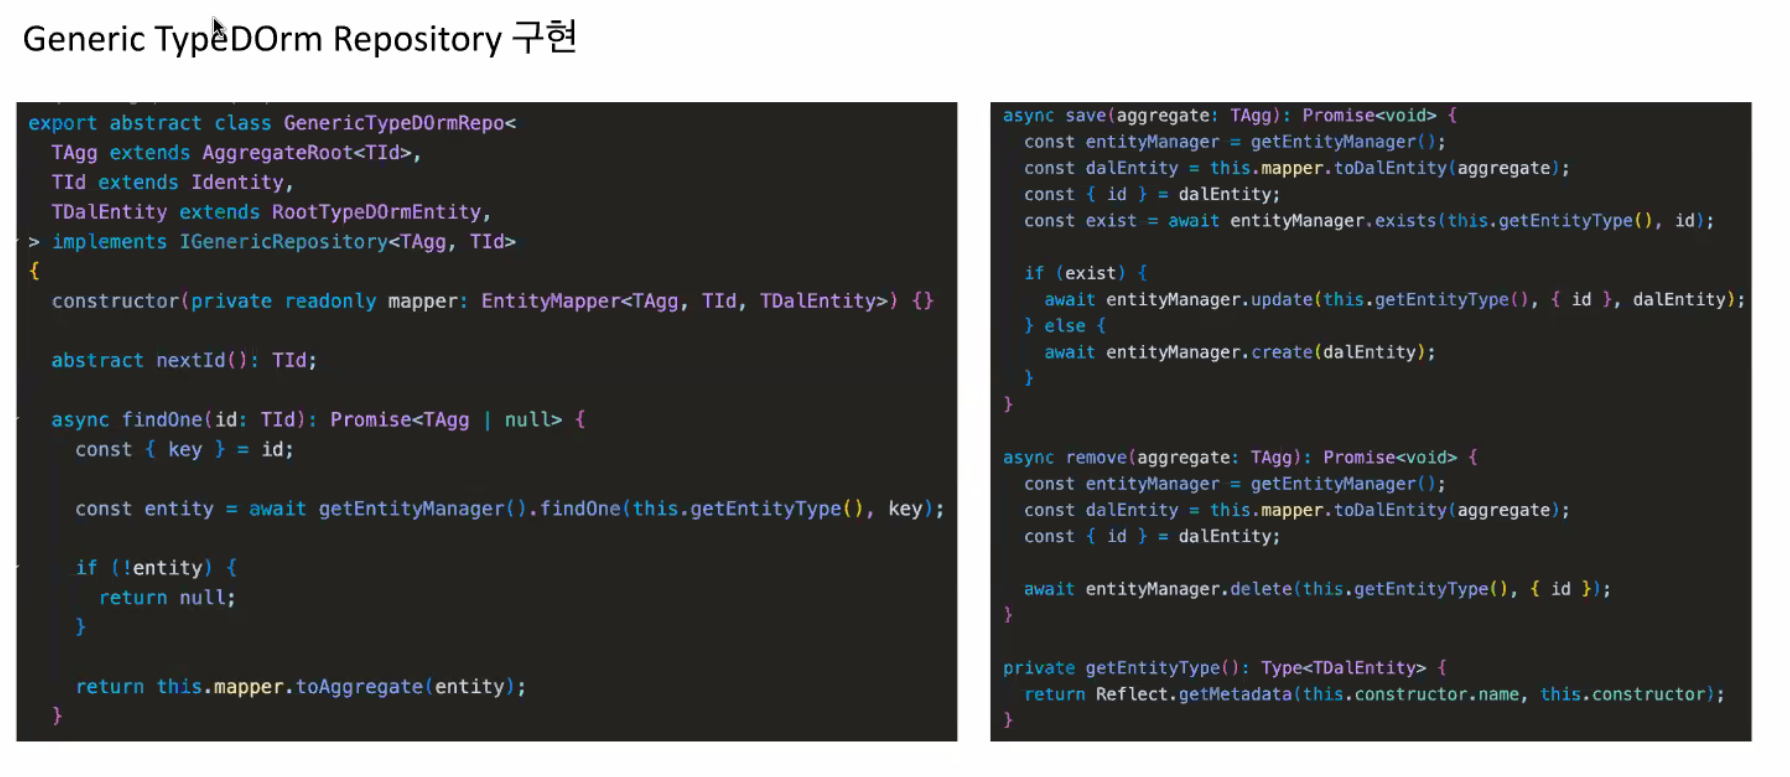 Generic TypeDOrm Repository 구현
export abstract class GenericTypeDOrmRepo<
TAgg extends AggregateRoot<TId>,
TId extends Identity,
TDalEntity extends RootTypeDOrmEntity,
> implements IGenericRepository<TAgg, TId>
{
constructor(private readonly mapper: EntityMapper<TAgg, TId, TDalEntity>) {}
abstract nextId(): TId;
async findOne(id: TId): Promise<TAgg | null> {
const { key } = id;
const entity = await getEntityManager().findOne(this.getEntityType(), key);
if (!entity) {
return null;
}
return this.mapper.toAggregate(entity);
}
async save(aggregate: TAgg): Promise<void> {
const entityManager = getEntityManager();
const dalEntity = this.mapper.toDalEntity(aggregate);
const { id } = dalEntity;
const exist = await entityManager.exists(this.getEntityType(), id);
if (exist) {
await entityManager.update(this.getEntityType(), { id }, dalEntity);
} else {
await entityManager.create(dalEntity);
}
}
async remove(aggregate: TAgg): Promise<void> {
const entityManager = getEntityManager();
const dalEntity = this.mapper.toDalEntity(aggregate);
const { id } = dalEntity;
await entityManager.delete(this.getEntityType(), { id });
}
private getEntityType(): Type<TDalEntity> {
return Reflect.getMetadata(this.constructor.name, this.constructor);
}